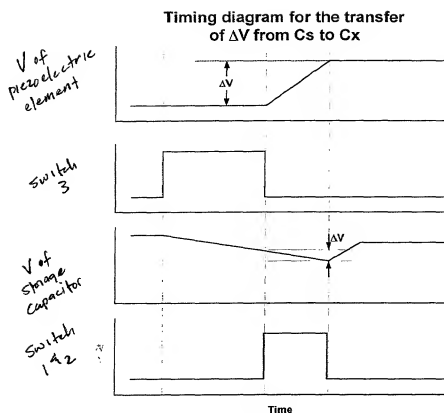 Timing diagram for the transfer
of ΔV from Cs to Cx
V of
piezoelectric
element
ΔV
Switch
3
V of
storage
capacitor
ΔV
Switch
1 & 2
Time